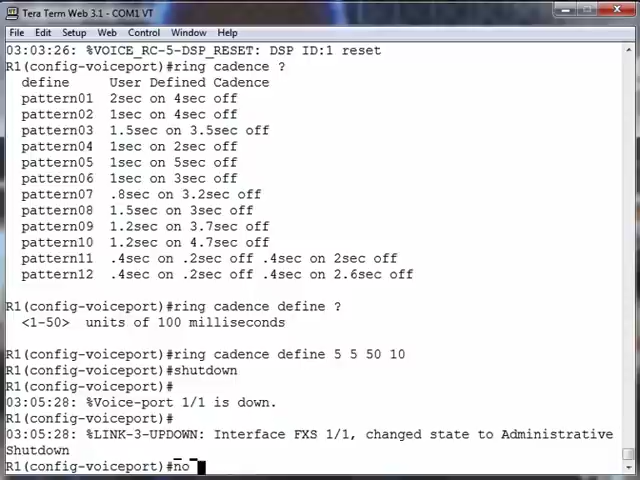 Tera Term Web 3.1 - COM1 VT
File Edit Setup Web Control Window Help
03:03:26: %VOICE_RC-5-DSP_RESET: DSP ID:1 reset
R1(config-voiceport)#ring cadence ?
define User Defined Cadence
pattern01 2sec on 4sec off
pattern02 1sec on 4sec off
pattern03 1.5sec on 3.5sec off
pattern04 1sec on 2sec off
pattern05 1sec on 5sec off
pattern06 1sec on 3sec off
pattern07 .8sec on 3.2sec off
pattern08 1.5sec on 3sec off
pattern09 1.2sec on 3.7sec off
pattern10 1.2sec on 4.7sec off
pattern11 .4sec on .2sec off .4sec on 2sec off
pattern12 .4sec on .2sec off .4sec on 2.6sec off
R1(config-voiceport)#ring cadence define ?
<1-50> units of 100 milliseconds
R1(config-voiceport)#ring cadence define 5 5 50 10
R1(config-voiceport)#shutdown
R1(config-voiceport)#
03:05:28: %Voice-port 1/1 is down.
R1(config-voiceport)#
03:05:28: %LINK-3-UPDOWN: Interface FXS 1/1, changed state to Administrative
Shutdown
R1(config-voiceport)#no